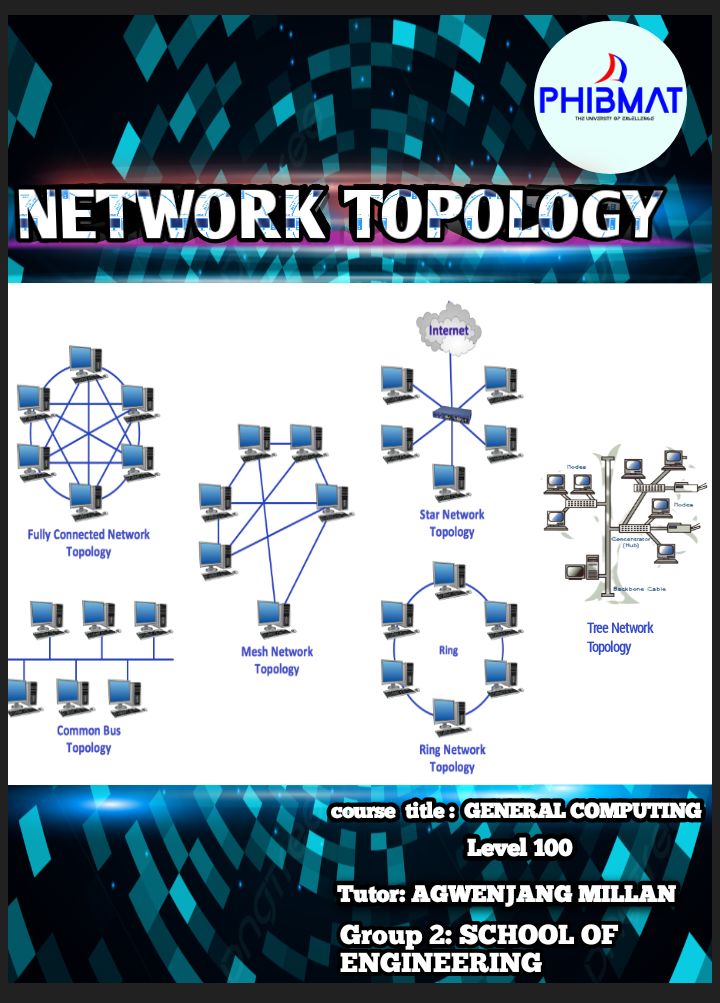 PHIBMAT
THE UNIVERSITY OF EXCELLENCE
NETWORK TOPOLOGY
Internet
Fully Connected Network
Topology
Mesh Network
Topology
Star Network
Topology
Nodes
Nodes
Concentrator
(Hub)
Backbone Cable
Tree Network
Topology
Common Bus
Topology
Ring
Ring Network
Topology
course title : GENERAL COMPUTING
Level 100
Tutor: AGWENJANG MILLAN
Group 2: SCHOOL OF
ENGINEERING